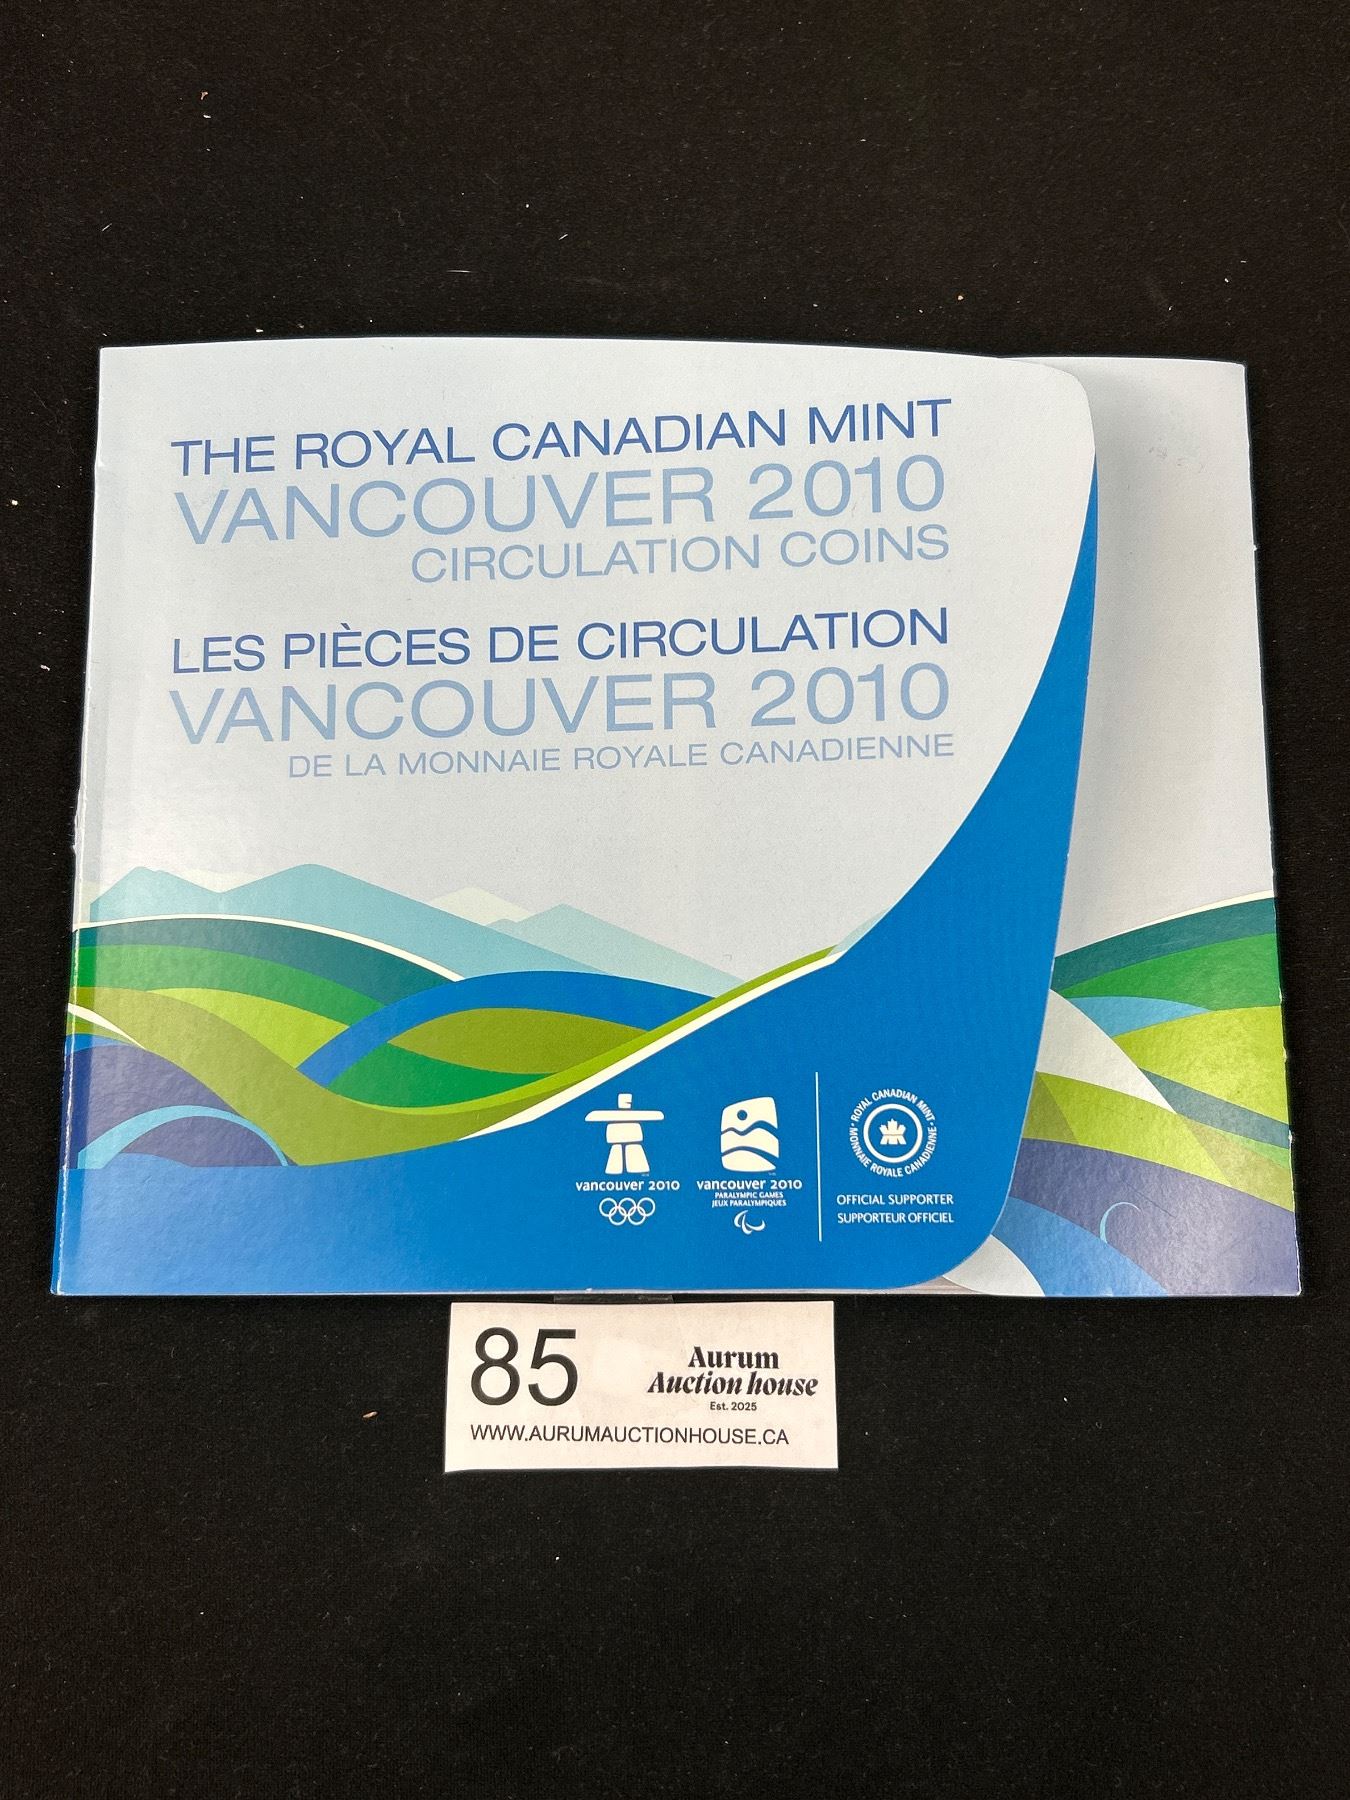 THE ROYAL CANADIAN MINT
VANCOUVER 2010
CIRCULATION COINS
LES PIÈCES DE CIRCULATION
VANCOUVER 2010
DE LA MONNAIE ROYALE CANADIENNE
vancouver 2010
vancouver 2010
PARALYMPIC GAMES
JEUX PARALYMPIQUES
ROYAL CANADIAN MINT
MONNAIE ROYALE CANADIENNE
OFFICIAL SUPPORTER
SUPPORTEUR OFFICIEL
85
Aurum
Auction house
Est. 2025
WWW.AURUMAUCTIONHOUSE.CA